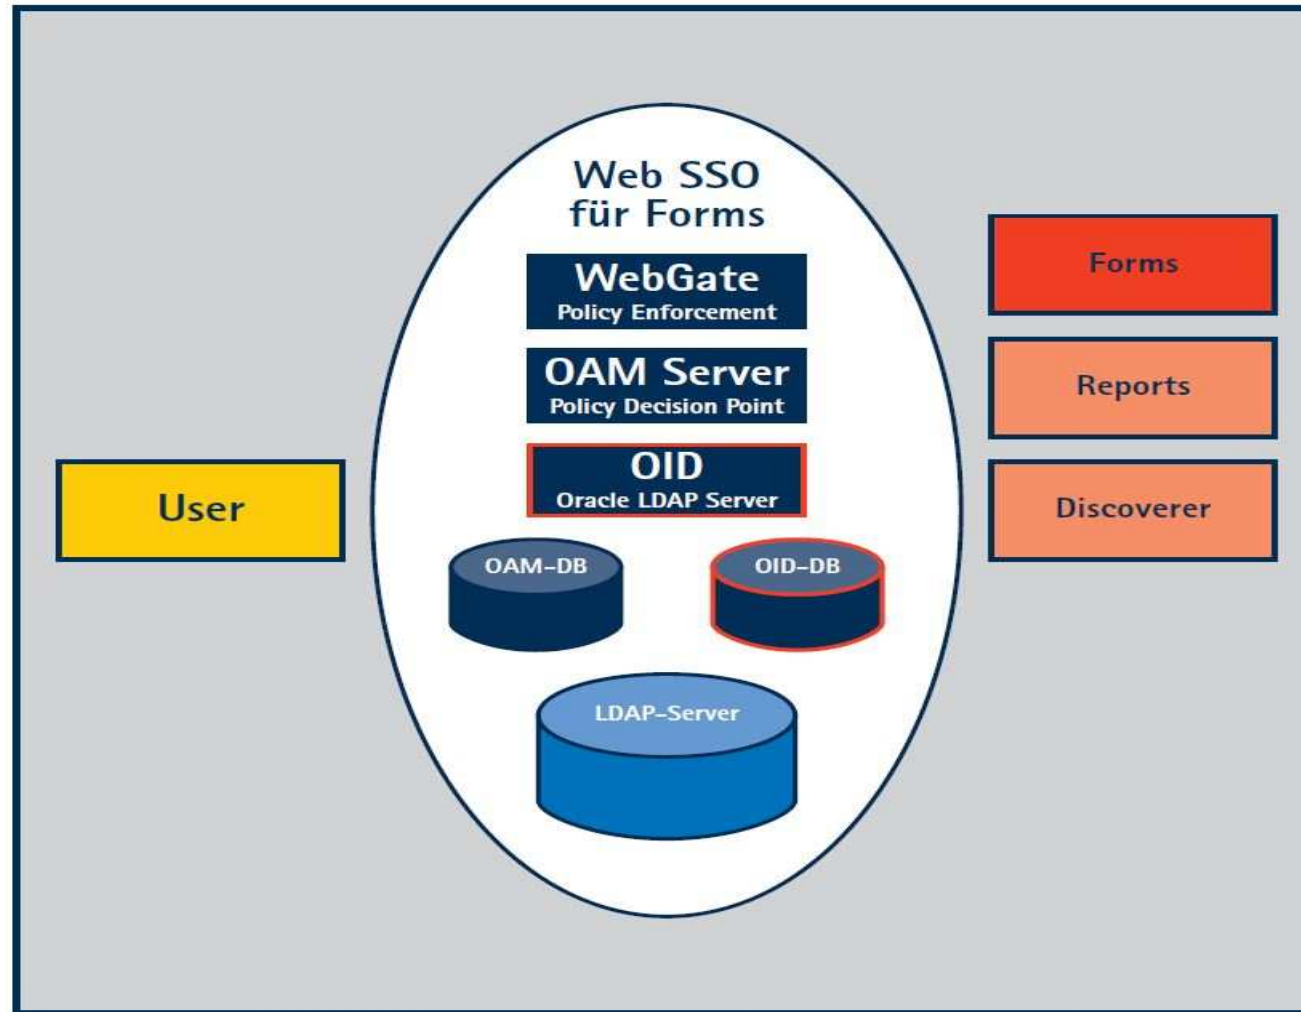 Web SSO
für Forms
WebGate
Policy Enforcement
OAM Server
Policy Decision Point
OID
Oracle LDAP Server
OAM-DB
OID-DB
LDAP-Server
User
Forms
Reports
Discoverer